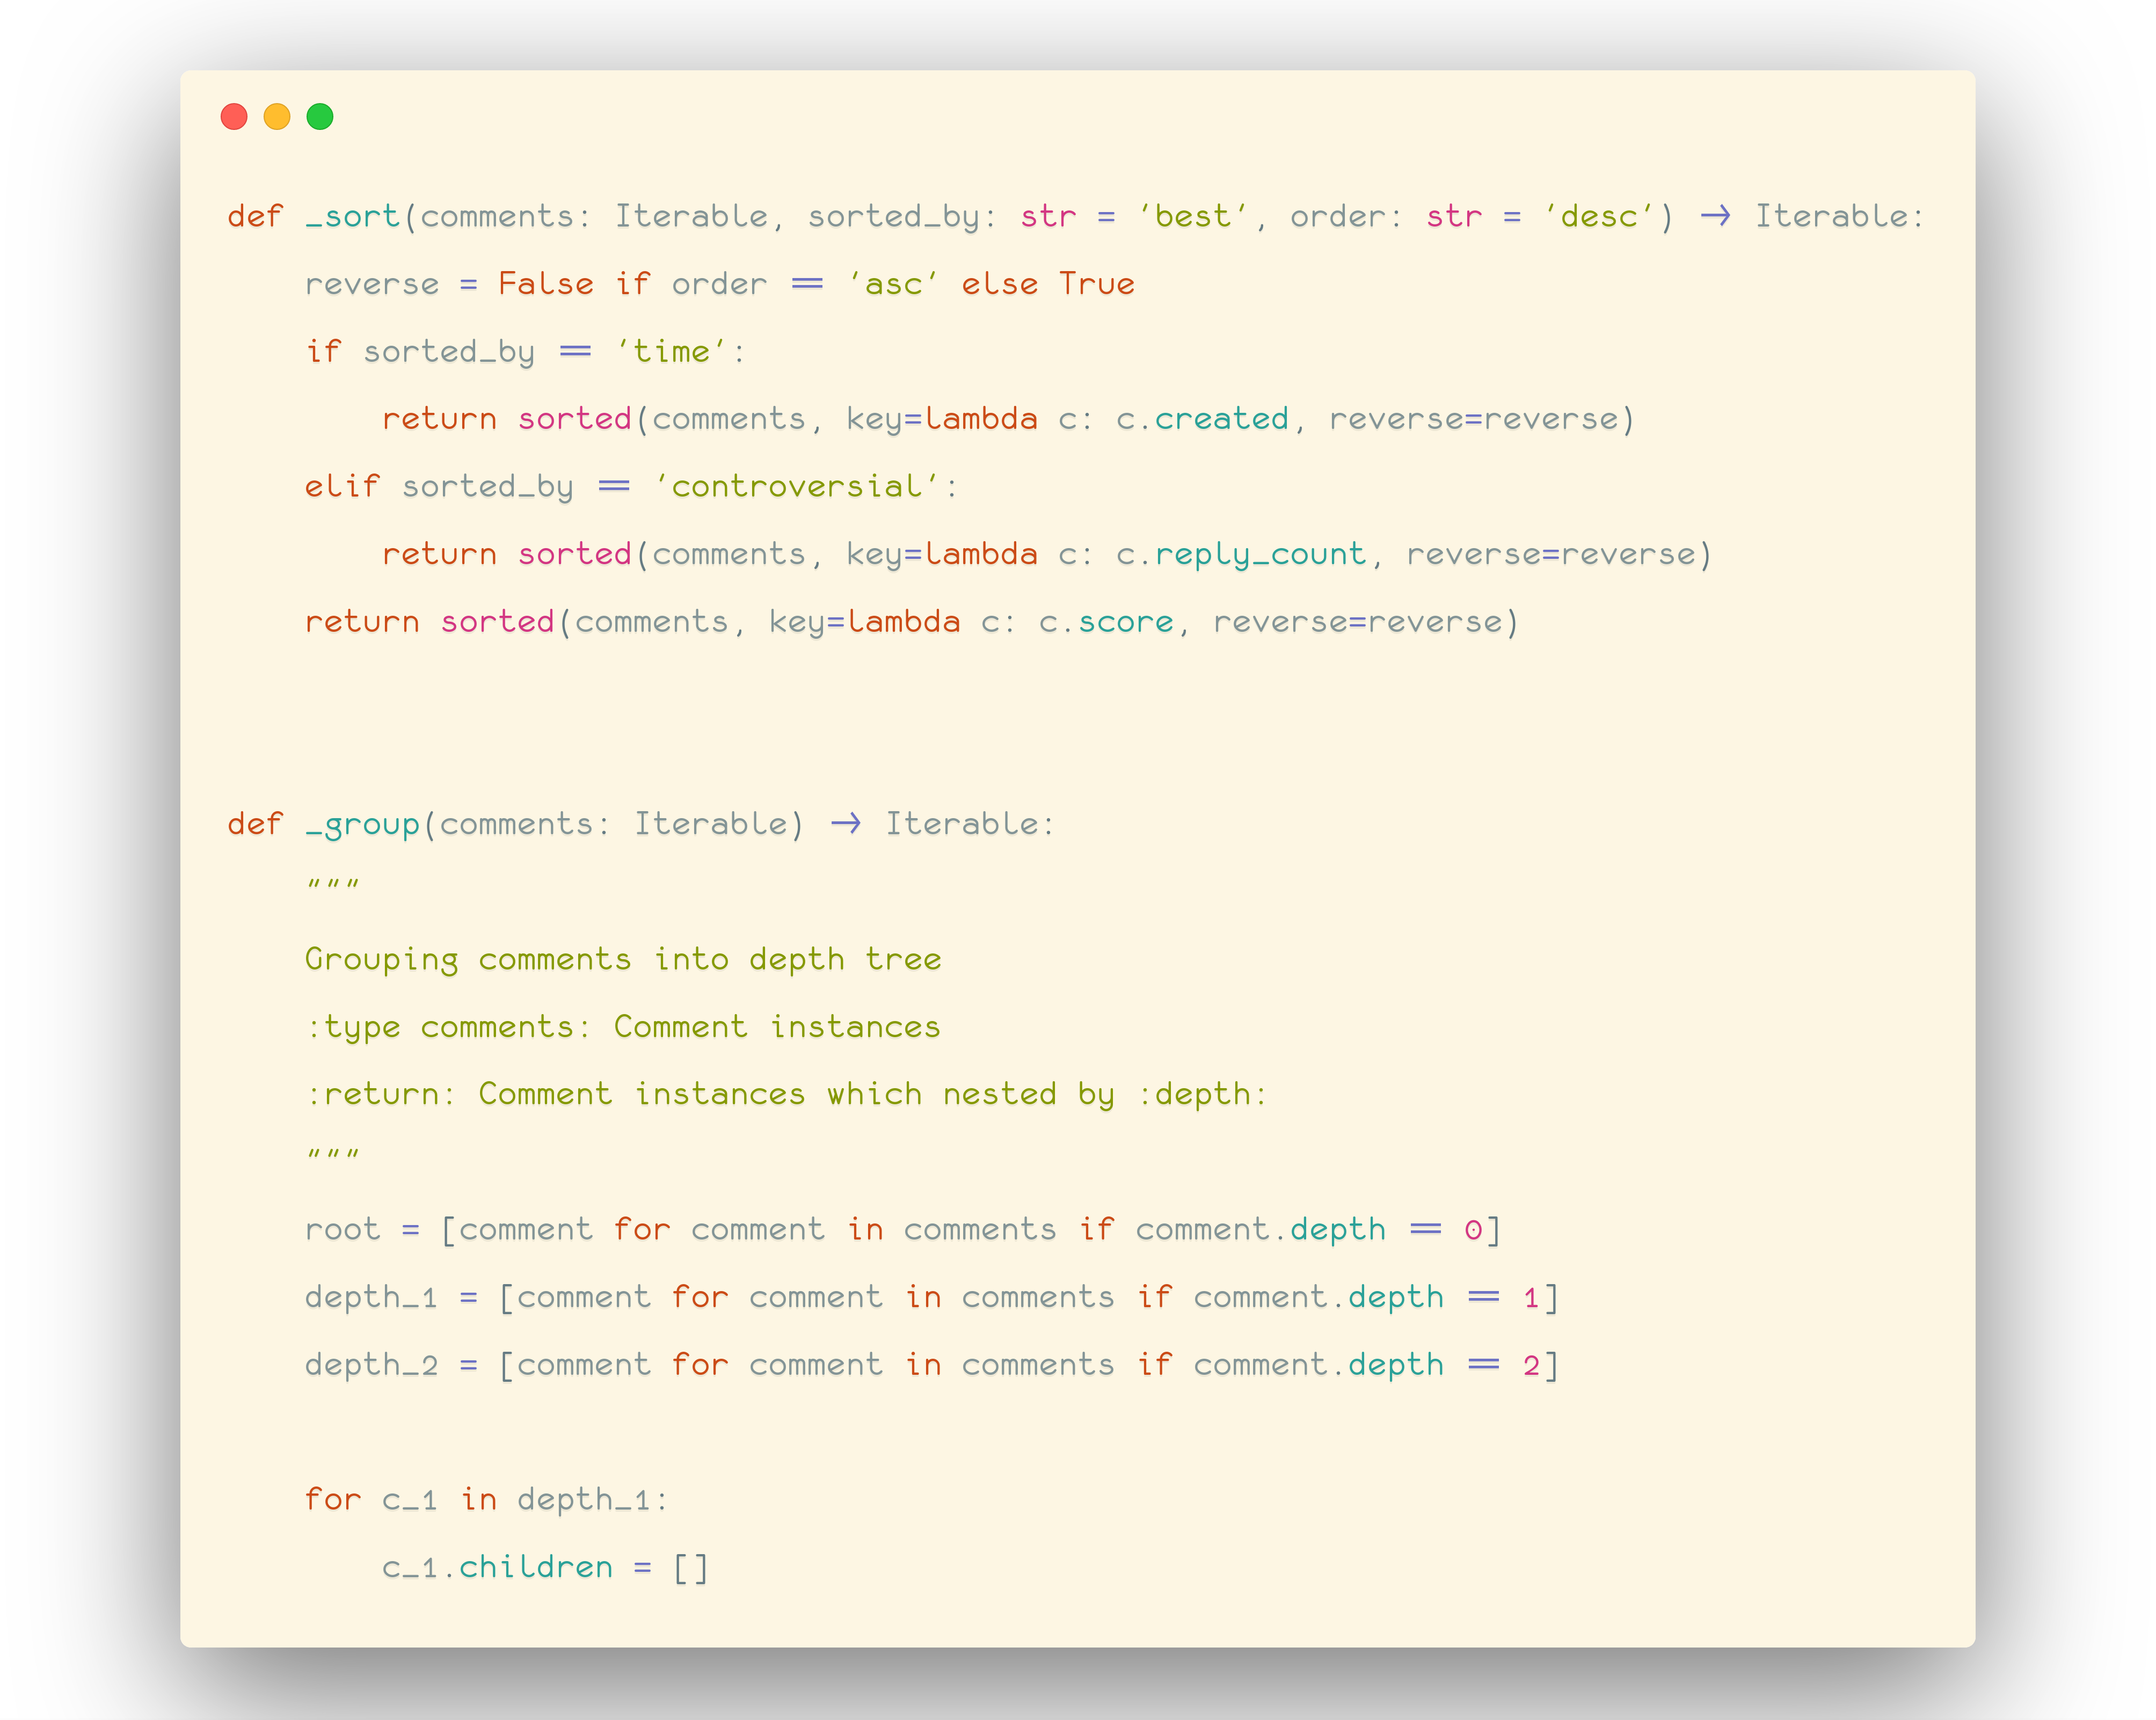 def _sort(comments: Iterable, sorted_by: str = 'best', order: str = 'desc') -> Iterable:
    reverse = False if order == 'asc' else True
    if sorted_by == 'time':
        return sorted(comments, key=lambda c: c.created, reverse=reverse)
    elif sorted_by == 'controversial':
        return sorted(comments, key=lambda c: c.reply_count, reverse=reverse)
    return sorted(comments, key=lambda c: c.score, reverse=reverse)
def _group(comments: Iterable) -> Iterable:
    """
    Grouping comments into depth tree
    :type comments: Comment instances
    :return: Comment instances which nested by :depth:
    """
    root = [comment for comment in comments if comment.depth == 0]
    depth_1 = [comment for comment in comments if comment.depth == 1]
    depth_2 = [comment for comment in comments if comment.depth == 2]
    for c_1 in depth_1:
        c_1.children = []